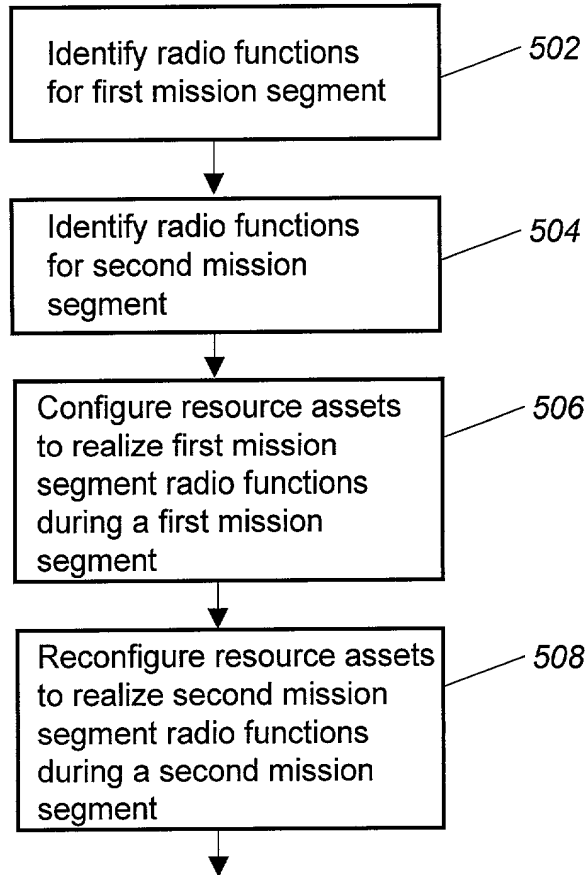 Identify radio functions
for first mission segment
502
Identify radio functions
for second mission
segment
504
Configure resource assets
to realize first mission
segment radio functions
during a first mission
segment
506
Reconfigure resource assets
to realize second mission
segment radio functions
during a second mission
segment
508